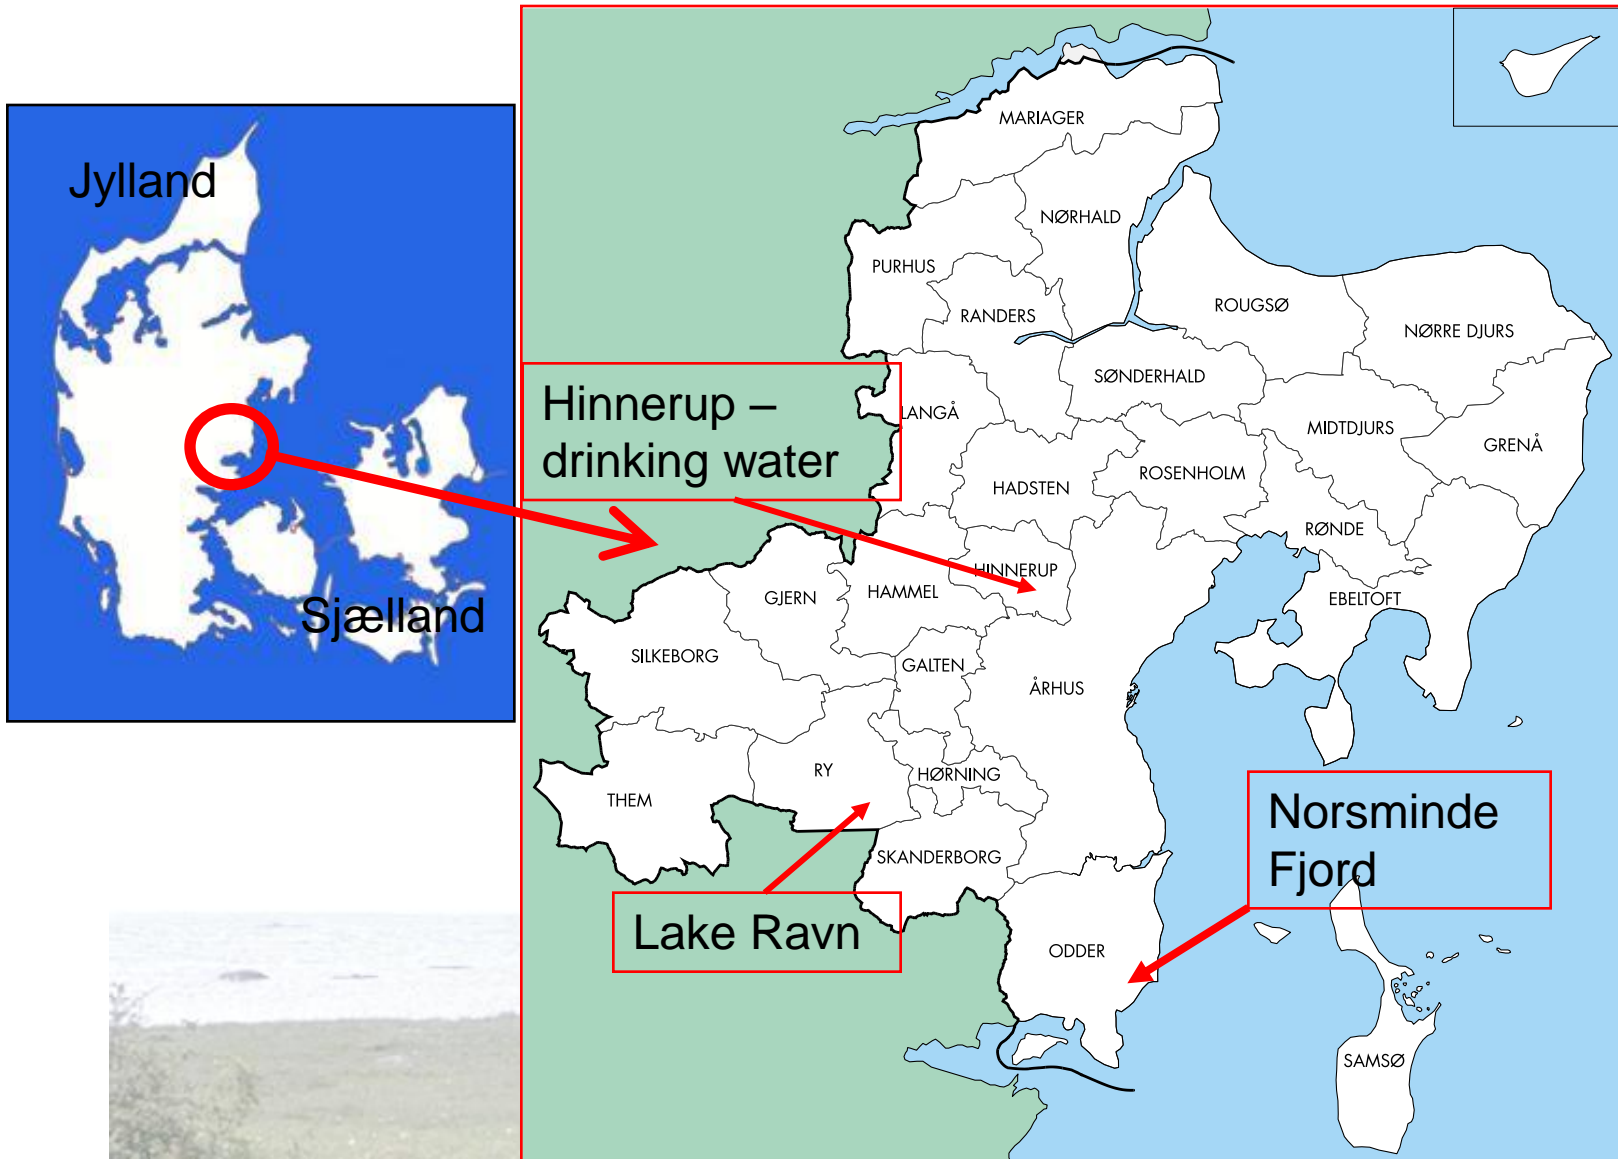 Jylland
Sjælland
MARIAGER
NØRHALD
PURHUS
RANDERS
ROUGSØ
NØRRE DJURS
SØNDERHALD
Hinnerup –
drinking water
LANGÅ
MIDTDJURS
GRENÅ
ROSENHOLM
HADSTEN
RØNDE
HINNERUP
GJERN
HAMMEL
EBELTOFT
SILKEBORG
GALTEN
ÅRHUS
RY
HØRNING
THEM
SKANDERBORG
Norsminde
Fjord
Lake Ravn
ODDER
SAMSØ